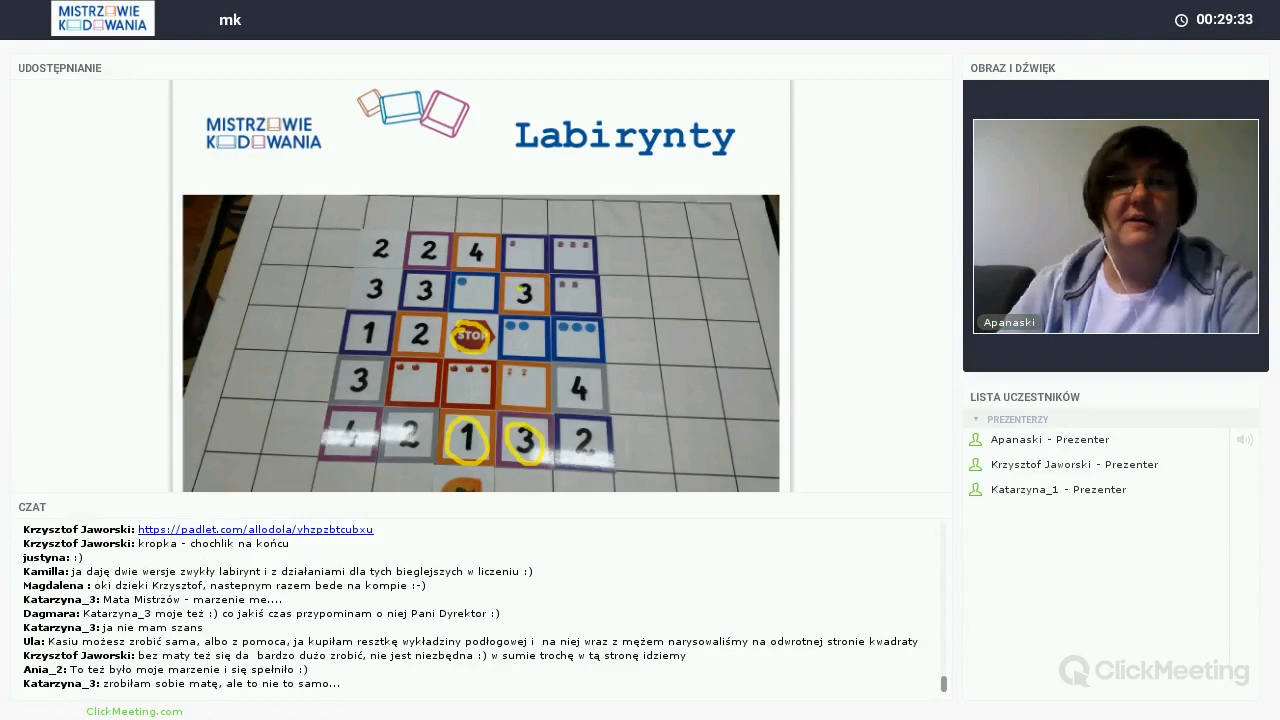 MISTRZOWIE
KODOWANIA
mk
00:29:33
UDOSTĘPNIANIE
OBRAZ I DŹWIĘK
MISTRZOWIE
KODOWANIA
Labirynty
2 2 4
3 3 3
1 2 STOP
3 4
4 2 1 3 2
Apanaski
LISTA UCZESTNIKÓW
PREZENTERZY
Apanaski - Prezenter
Krzysztof Jaworski - Prezenter
Katarzyna_1 - Prezenter
CZAT
Krzysztof Jaworski: https://padlet.com/allodola/vhzpzbtcubxu
Krzysztof Jaworski: kropka - chochlik na końcu
justyna: :)
Kamilla: ja daję dwie wersje zwykły labirynt i z działaniami dla tych bieglejszych w liczeniu :)
Magdalena : oki dzieki Krzysztof, nastepnym razem bede na kompie :-)
Katarzyna_3: Mata Mistrzów - marzenie me....
Dagmara: Katarzyna_3 moje też :) co jakiś czas przypominam o niej Pani Dyrektor :)
Katarzyna_3: ja nie mam szans
Ula: Kasiu możesz zrobić sama, albo z pomoca, ja kupiłam resztkę wykładziny podłogowej i na niej wraz z mężem narysowaliśmy na odwrotnej stronie kwadraty
Krzysztof Jaworski: bez maty też się da bardzo dużo zrobić, nie jest niezbędna :) w sumie trochę w tą stronę idziemy
Ania_2: To też było moje marzenie i się spełniło :)
Katarzyna_3: zrobiłam sobie matę, ale to nie to samo...
ClickMeeting
ClickMeeting.com